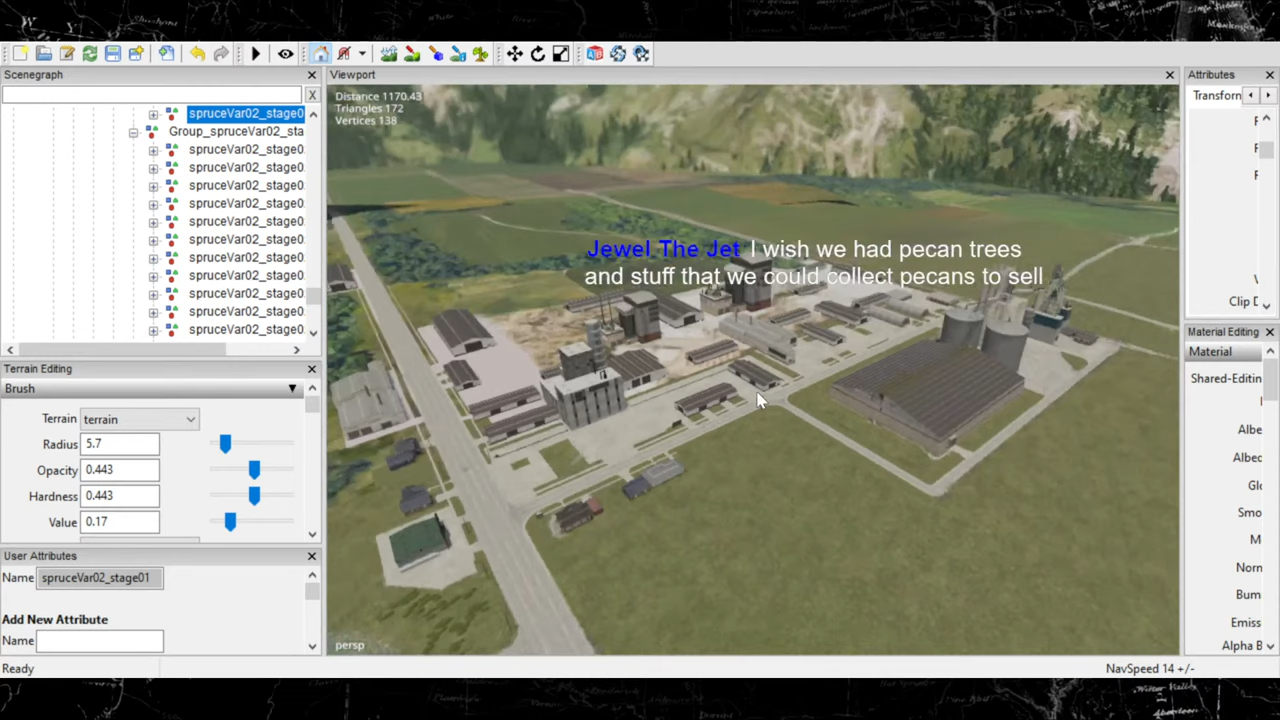 Scenegraph
X
spruceVar02_stage0
Group_spruceVar02_sta
spruceVar02_stage0
spruceVar02_stage0
spruceVar02_stage0
spruceVar02_stage0
spruceVar02_stage0
spruceVar02_stage0
spruceVar02_stage0
spruceVar02_stage0
spruceVar02_stage0
spruceVar02_stage0
spruceVar02_stage0
Terrain Editing
Brush
Terrain terrain
Radius 5.7
Opacity 0.443
Hardness 0.443
Value 0.17
User Attributes
Name spruceVar02_stage01
Add New Attribute
Name
Ready
Viewport
Distance 1170.43
Triangles 172
Vertices 138
Jewel The Jet I wish we had pecan trees
and stuff that we could collect pecans to sell
persp
Attributes
Transforn
Clip D
Material Editing
Material
Shared-Editin
Albe
Albed
Glo
Smo
M
Norn
Bum
Emiss
Alpha B
NavSpeed 14 +/-